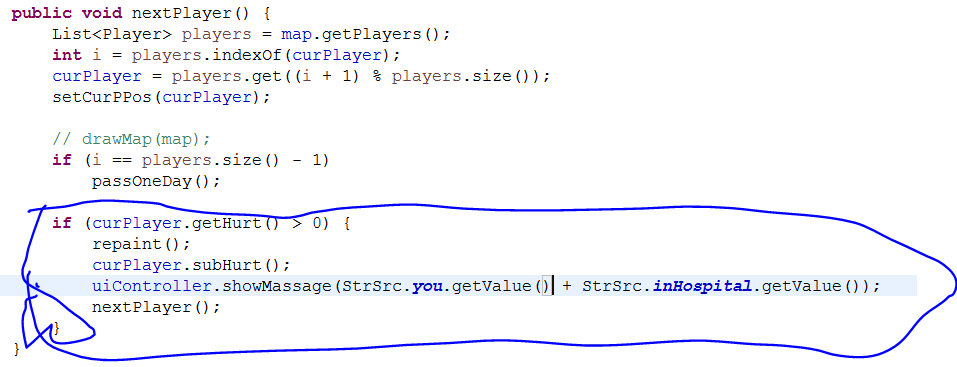 public void nextPlayer() {
List<Player> players = map.getPlayers();
int i = players.indexOf(curPlayer);
curPlayer = players.get((i + 1) % players.size());
setCurPPos(curPlayer);
// drawMap(map);
if (i == players.size() - 1)
passOneDay();
if (curPlayer.getHurt() > 0) {
repaint();
curPlayer.subHurt();
uiController.showMassage(StrSrc.you.getValue() + StrSrc.inHospital.getValue());
nextPlayer();
}
}